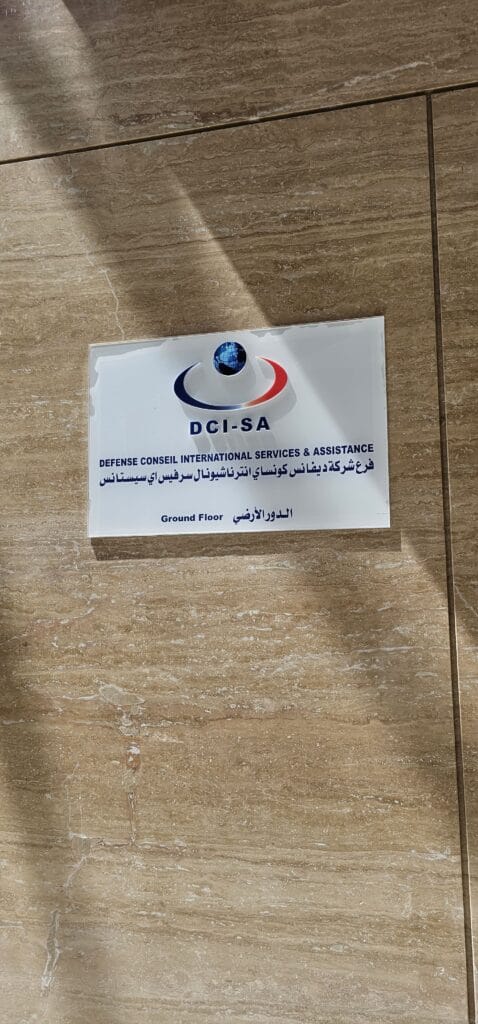 DCI-SA
DEFENSE CONSEIL INTERNATIONAL SERVICES & ASSISTANCE
فرع شركة ديفانس كونساي انترناشيونال سرفيس اي سيستانس
Ground Floor الدور الأرضي